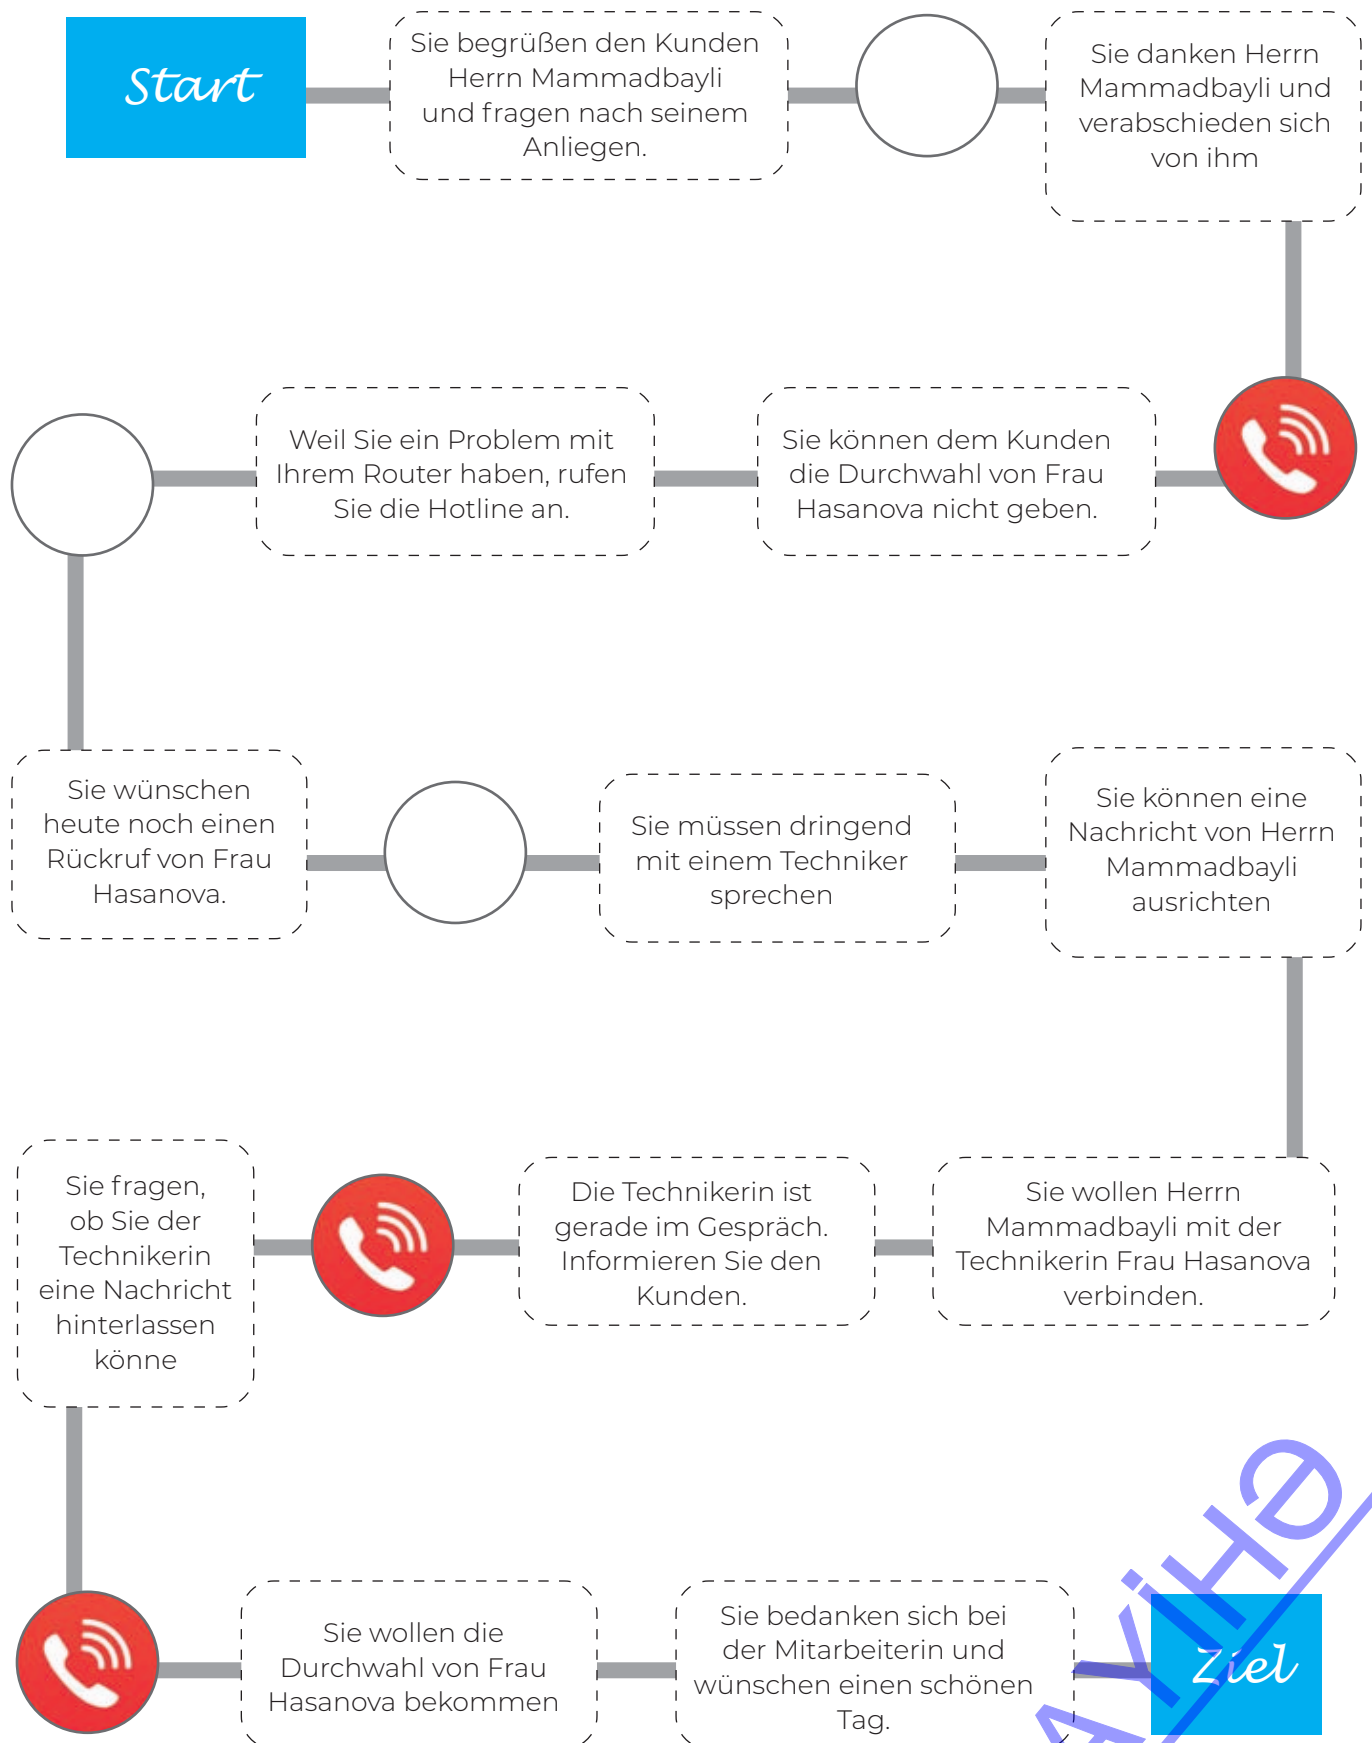 Start
Sie begrüßen den Kunden
Herrn Mammadbayli
und fragen nach seinem
Anliegen.
Sie danken Herrn
Mammadbayli und
verabschieden sich
von ihm
Weil Sie ein Problem mit
Ihrem Router haben, rufen
Sie die Hotline an.
Sie können dem Kunden
die Durchwahl von Frau
Hasanova nicht geben.
Sie wünschen
heute noch einen
Rückruf von Frau
Hasanova.
Sie müssen dringend
mit einem Techniker
sprechen
Sie können eine
Nachricht von Herrn
Mammadbayli
ausrichten
Sie fragen,
ob Sie der
Technikerin
eine Nachricht
hinterlassen
könne
Die Technikerin ist
gerade im Gespräch.
Informieren Sie den
Kunden.
Sie wollen Herrn
Mammadbayli mit der
Technikerin Frau Hasanova
verbinden.
Sie wollen die
Durchwahl von Frau
Hasanova bekommen
Sie bedanken sich bei
der Mitarbeiterin und
wünschen einen schönen
Tag.
Ziel
AYİHƏ